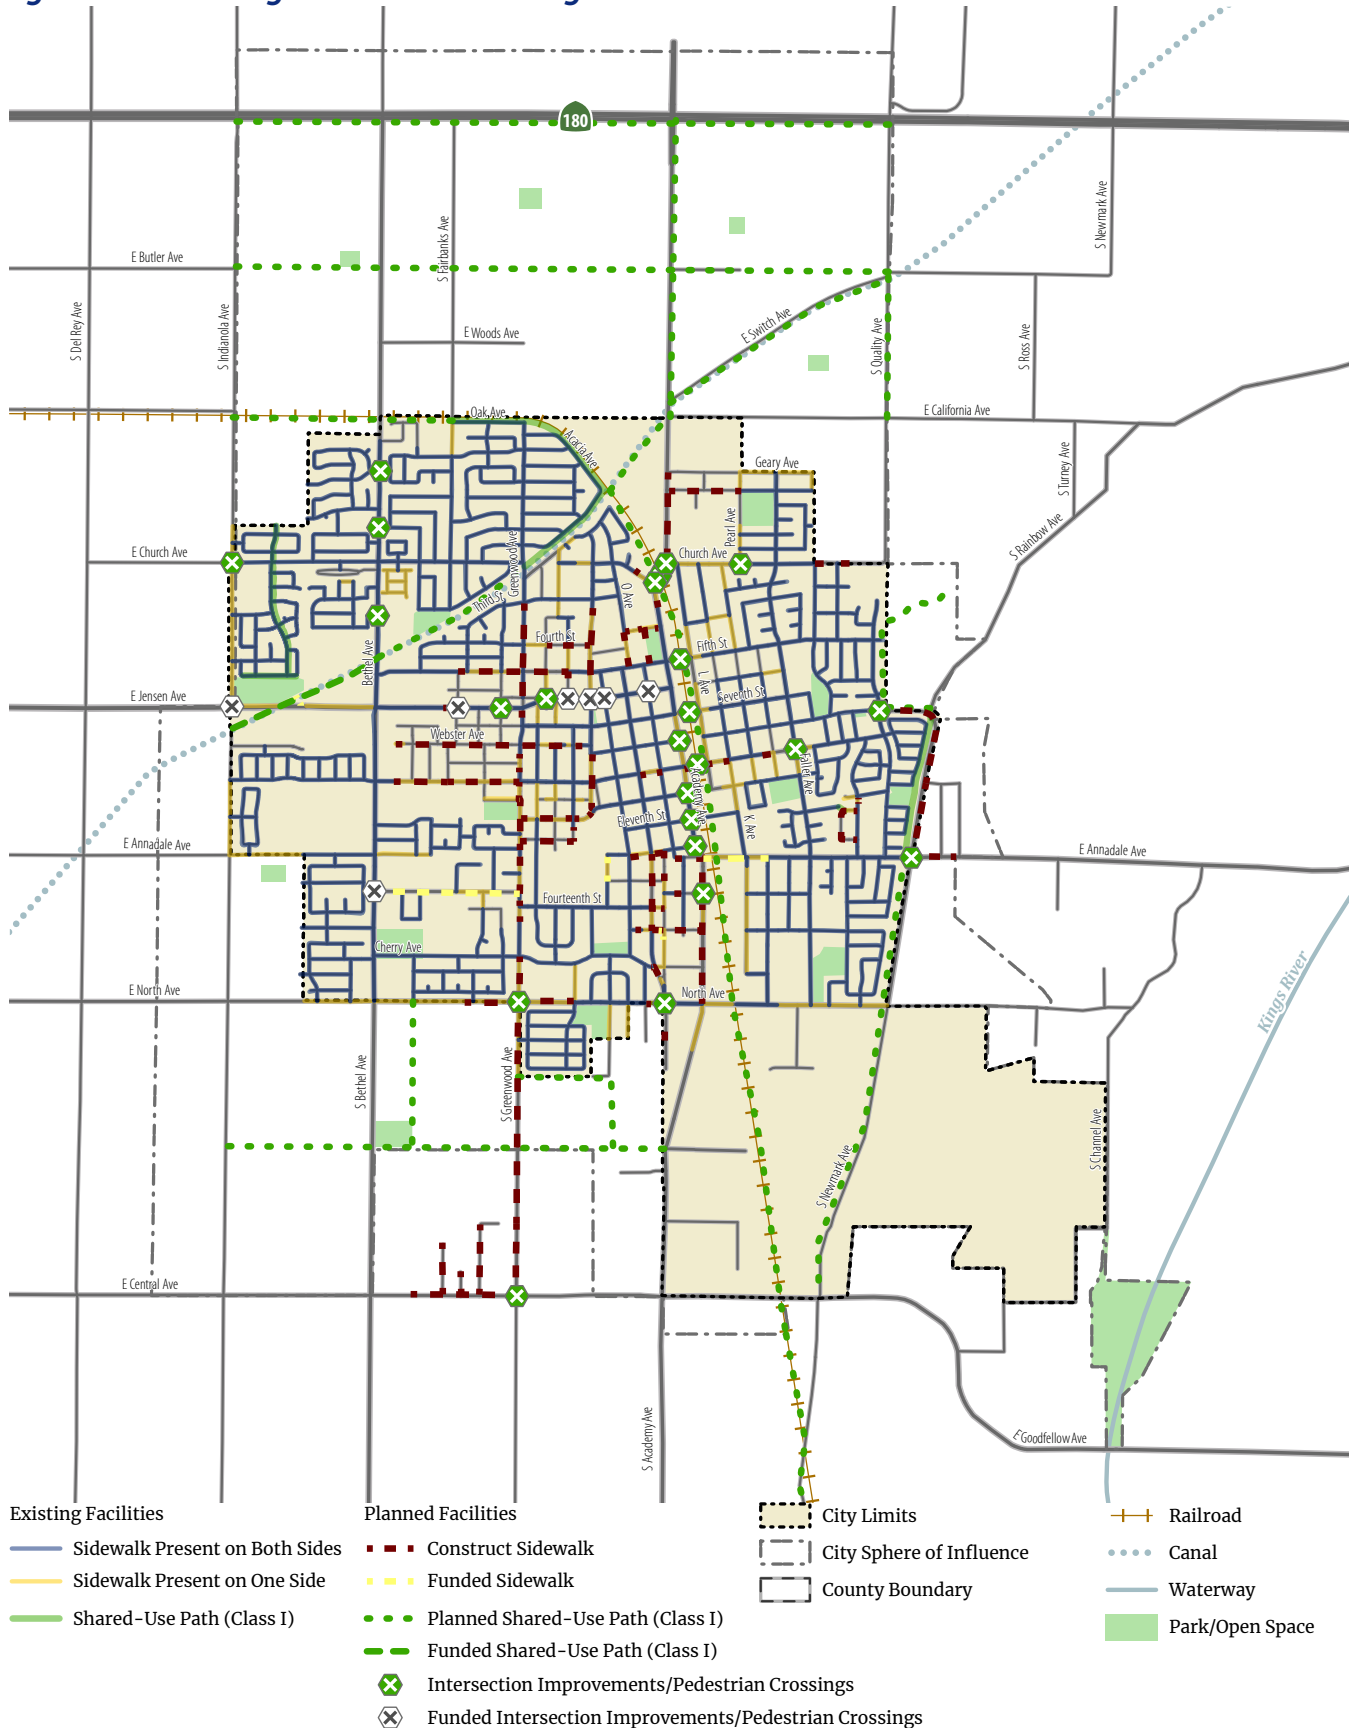 180
E Butler Ave
S Fairbanks Ave
S Newmark Ave
S Del Rey Ave
S Indianola Ave
E Woods Ave
E Switch Ave
S Quality Ave
S Ross Ave
Oak Ave
E California Ave
Acacia Ave
Geary Ave
S Turney Ave
Pearl Ave
S Rainbow Ave
E Church Ave
Greenwood Ave
Church Ave
Third St
O Ave
Fourth St
Fifth St
Bethel Ave
L Ave
E Jensen Ave
Seventh St
Webster Ave
Faller Ave
Academy Ave
Eleventh St
K Ave
E Annadale Ave
E Annadale Ave
Fourteenth St
Cherry Ave
E North Ave
North Ave
Kings River
S Bethel Ave
S Greenwood Ave
S Channel Ave
S Newmark Ave
E Central Ave
S Academy Ave
E Goodfellow Ave
Existing Facilities
Sidewalk Present on Both Sides
Sidewalk Present on One Side
Shared-Use Path (Class I)
Planned Facilities
Construct Sidewalk
Funded Sidewalk
Planned Shared-Use Path (Class I)
Funded Shared-Use Path (Class I)
Intersection Improvements/Pedestrian Crossings
Funded Intersection Improvements/Pedestrian Crossings
City Limits
City Sphere of Influence
County Boundary
Railroad
Canal
Waterway
Park/Open Space